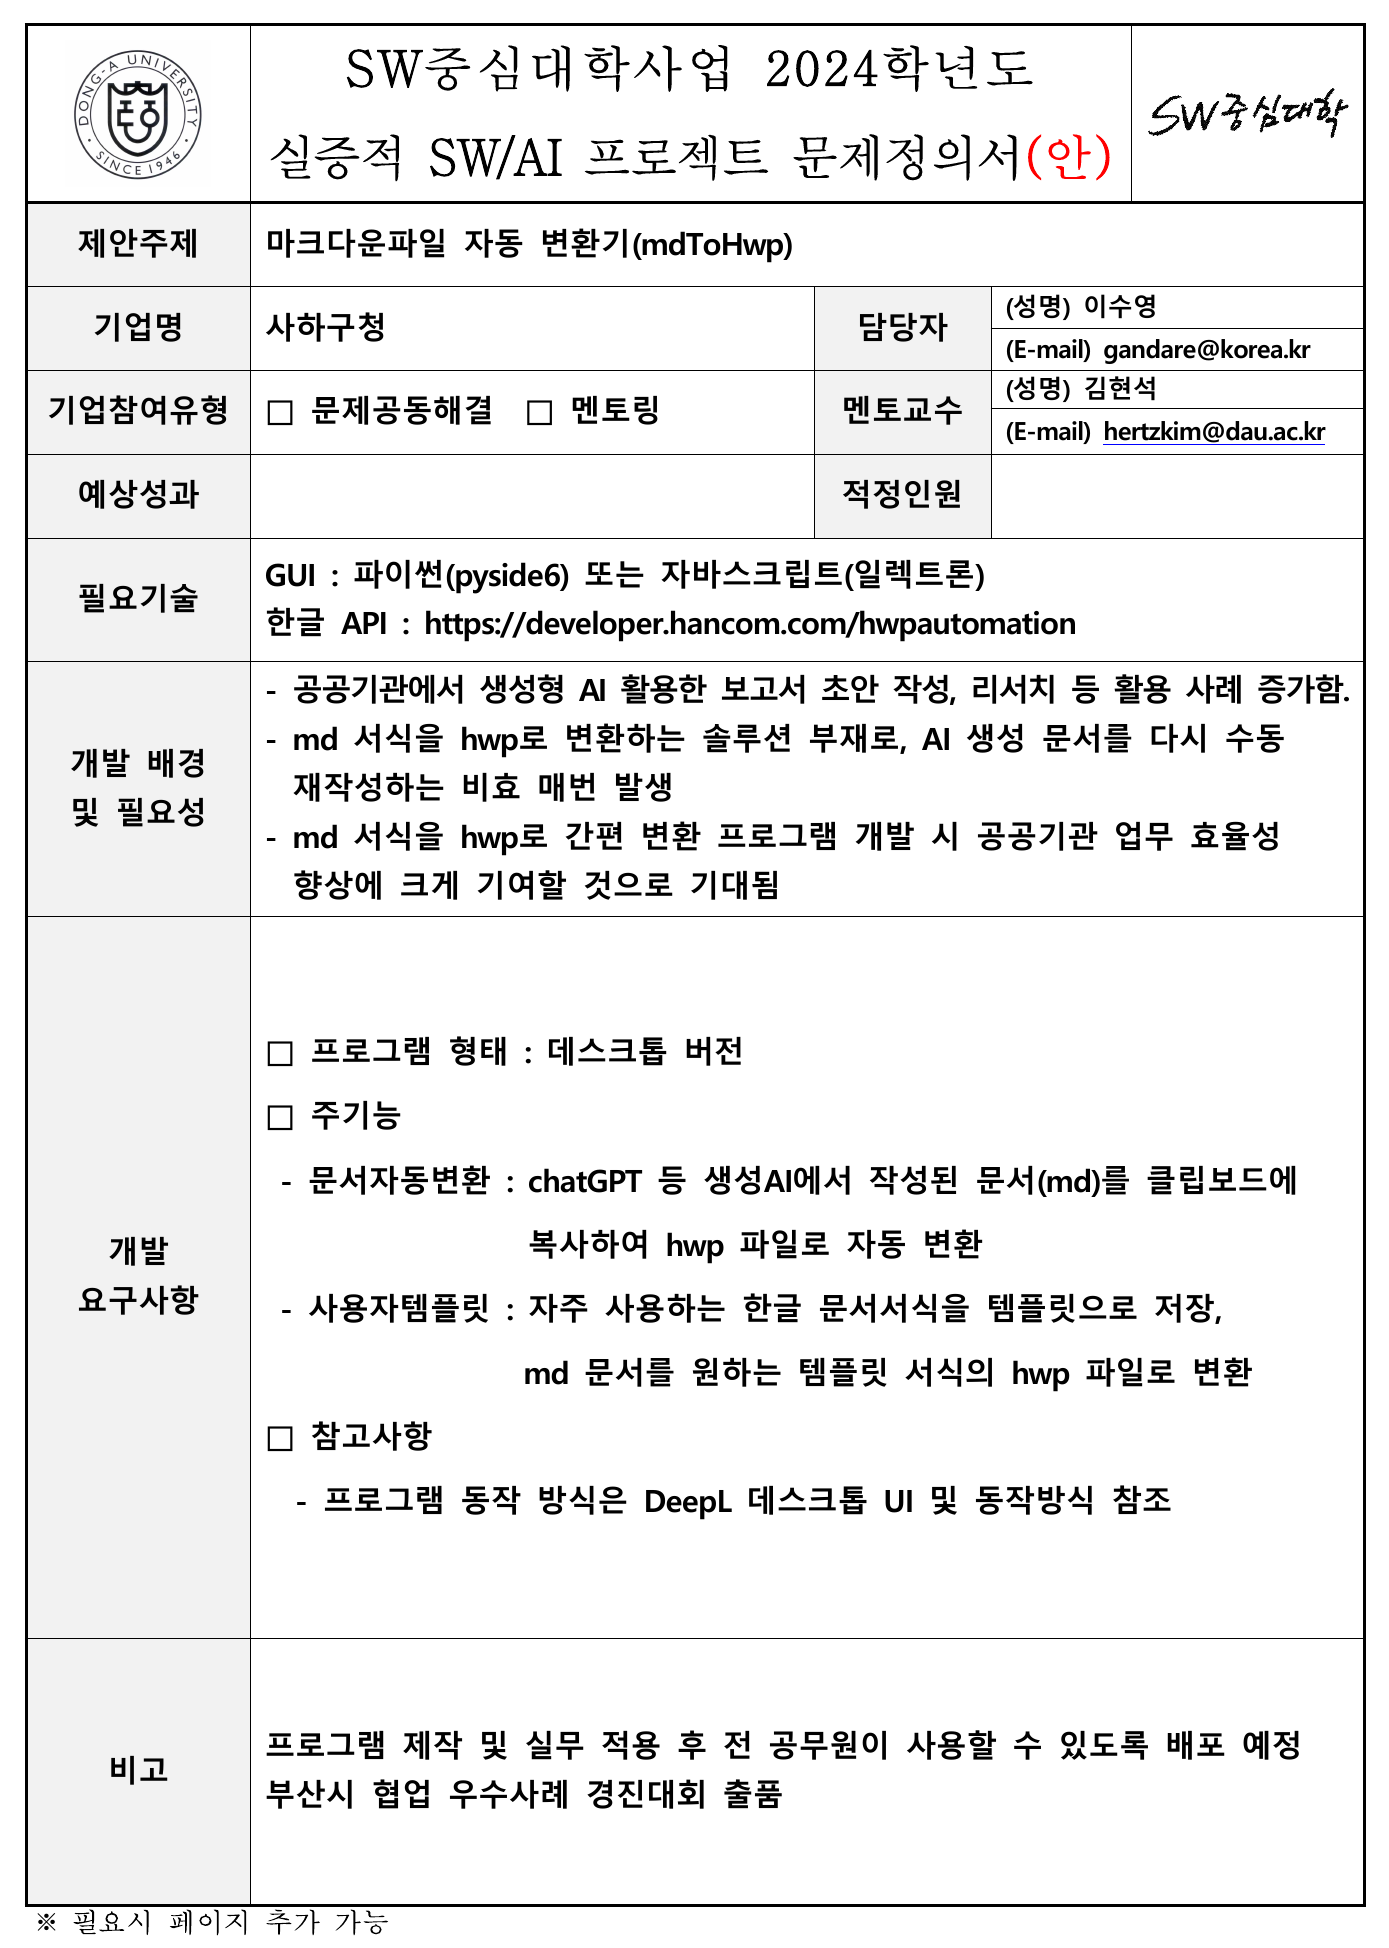 DONG-A UNIVERSITY
SINCE 1946
SW중심대학사업 2024학년도
실증적 SW/AI 프로젝트 문제정의서(안)
SW중심대학
제안주제 마크다운파일 자동 변환기(mdToHwp)
기업명 사하구청 담당자 (성명) 이수영
(E-mail) gandare@korea.kr
기업참여유형 □ 문제공동해결 □ 멘토링 멘토교수 (성명) 김현석
(E-mail) hertzkim@dau.ac.kr
예상성과 적정인원
필요기술
GUI : 파이썬(pyside6) 또는 자바스크립트(일렉트론)
한글 API : https://developer.hancom.com/hwpautomation
개발 배경
및 필요성
- 공공기관에서 생성형 AI 활용한 보고서 초안 작성, 리서치 등 활용 사례 증가함.
- md 서식을 hwp로 변환하는 솔루션 부재로, AI 생성 문서를 다시 수동
재작성하는 비효 매번 발생
- md 서식을 hwp로 간편 변환 프로그램 개발 시 공공기관 업무 효율성
향상에 크게 기여할 것으로 기대됨
개발
요구사항
□ 프로그램 형태 : 데스크톱 버전
□ 주기능
- 문서자동변환 : chatGPT 등 생성AI에서 작성된 문서(md)를 클립보드에
복사하여 hwp 파일로 자동 변환
- 사용자템플릿 : 자주 사용하는 한글 문서서식을 템플릿으로 저장,
md 문서를 원하는 템플릿 서식의 hwp 파일로 변환
□ 참고사항
- 프로그램 동작 방식은 DeepL 데스크톱 UI 및 동작방식 참조
비고
프로그램 제작 및 실무 적용 후 전 공무원이 사용할 수 있도록 배포 예정
부산시 협업 우수사례 경진대회 출품
※ 필요시 페이지 추가 가능